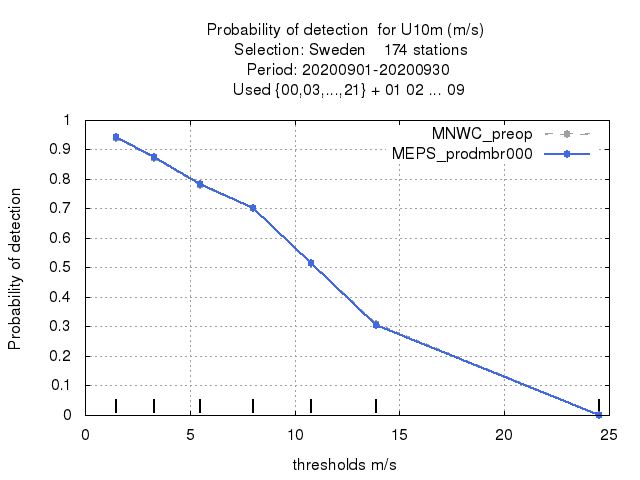 Probability of detection  for U10m (m/s)
Selection: Sweden    174 stations
Period: 20200901-20200930
Used {00,03,...,21} + 01 02 ... 09
MNWC_preop
MEPS_prodmbr000
Probability of detection
1
0.9
0.8
0.7
0.6
0.5
0.4
0.3
0.2
0.1
0
0 5 10 15 20 25
thresholds m/s